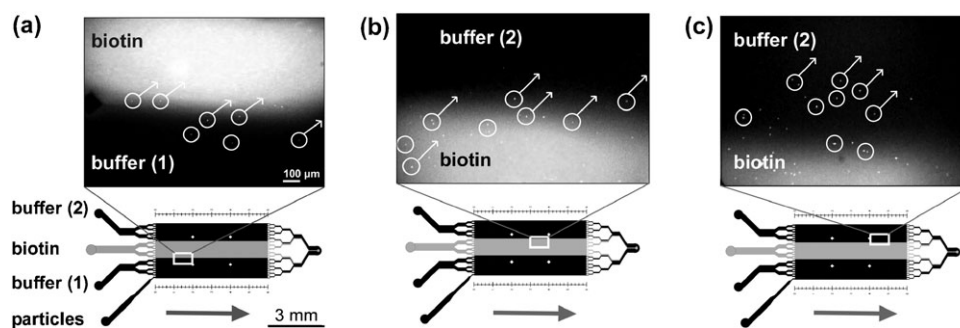 (a)
biotin
buffer (1)
100 µm
(b)
buffer (2)
biotin
(c)
buffer (2)
biotin
buffer (2)
biotin
buffer (1)
particles
3 mm